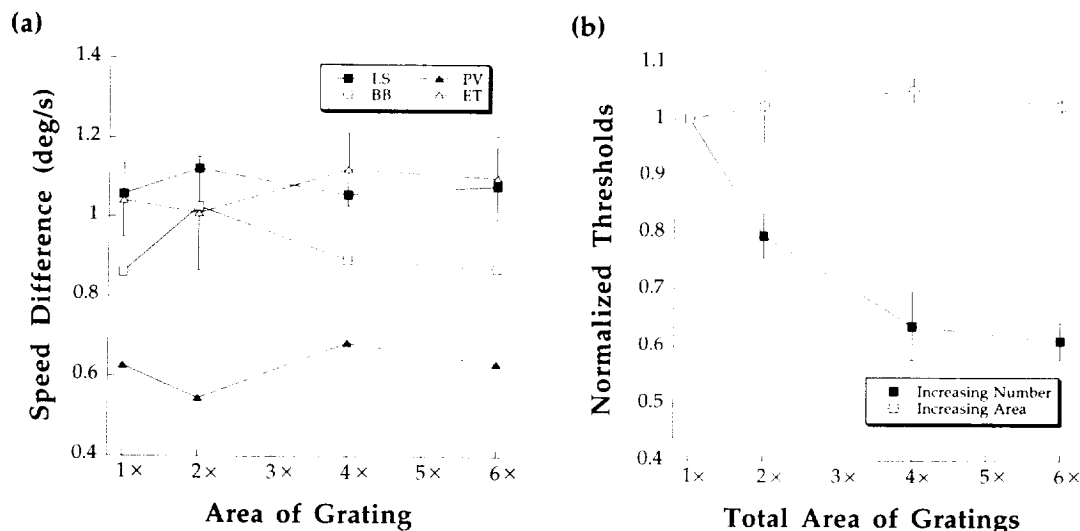 (a)
Speed Difference (deg/s)
1.4
1.2
1
0.8
0.6
0.4
LS PV
BB ET
1× 2× 3× 4× 5× 6×
Area of Grating
(b)
Normalized Thresholds
1.1
1
0.9
0.8
0.7
0.6
0.5
0.4
Increasing Number
Increasing Area
1× 2× 3× 4× 5× 6×
Total Area of Gratings